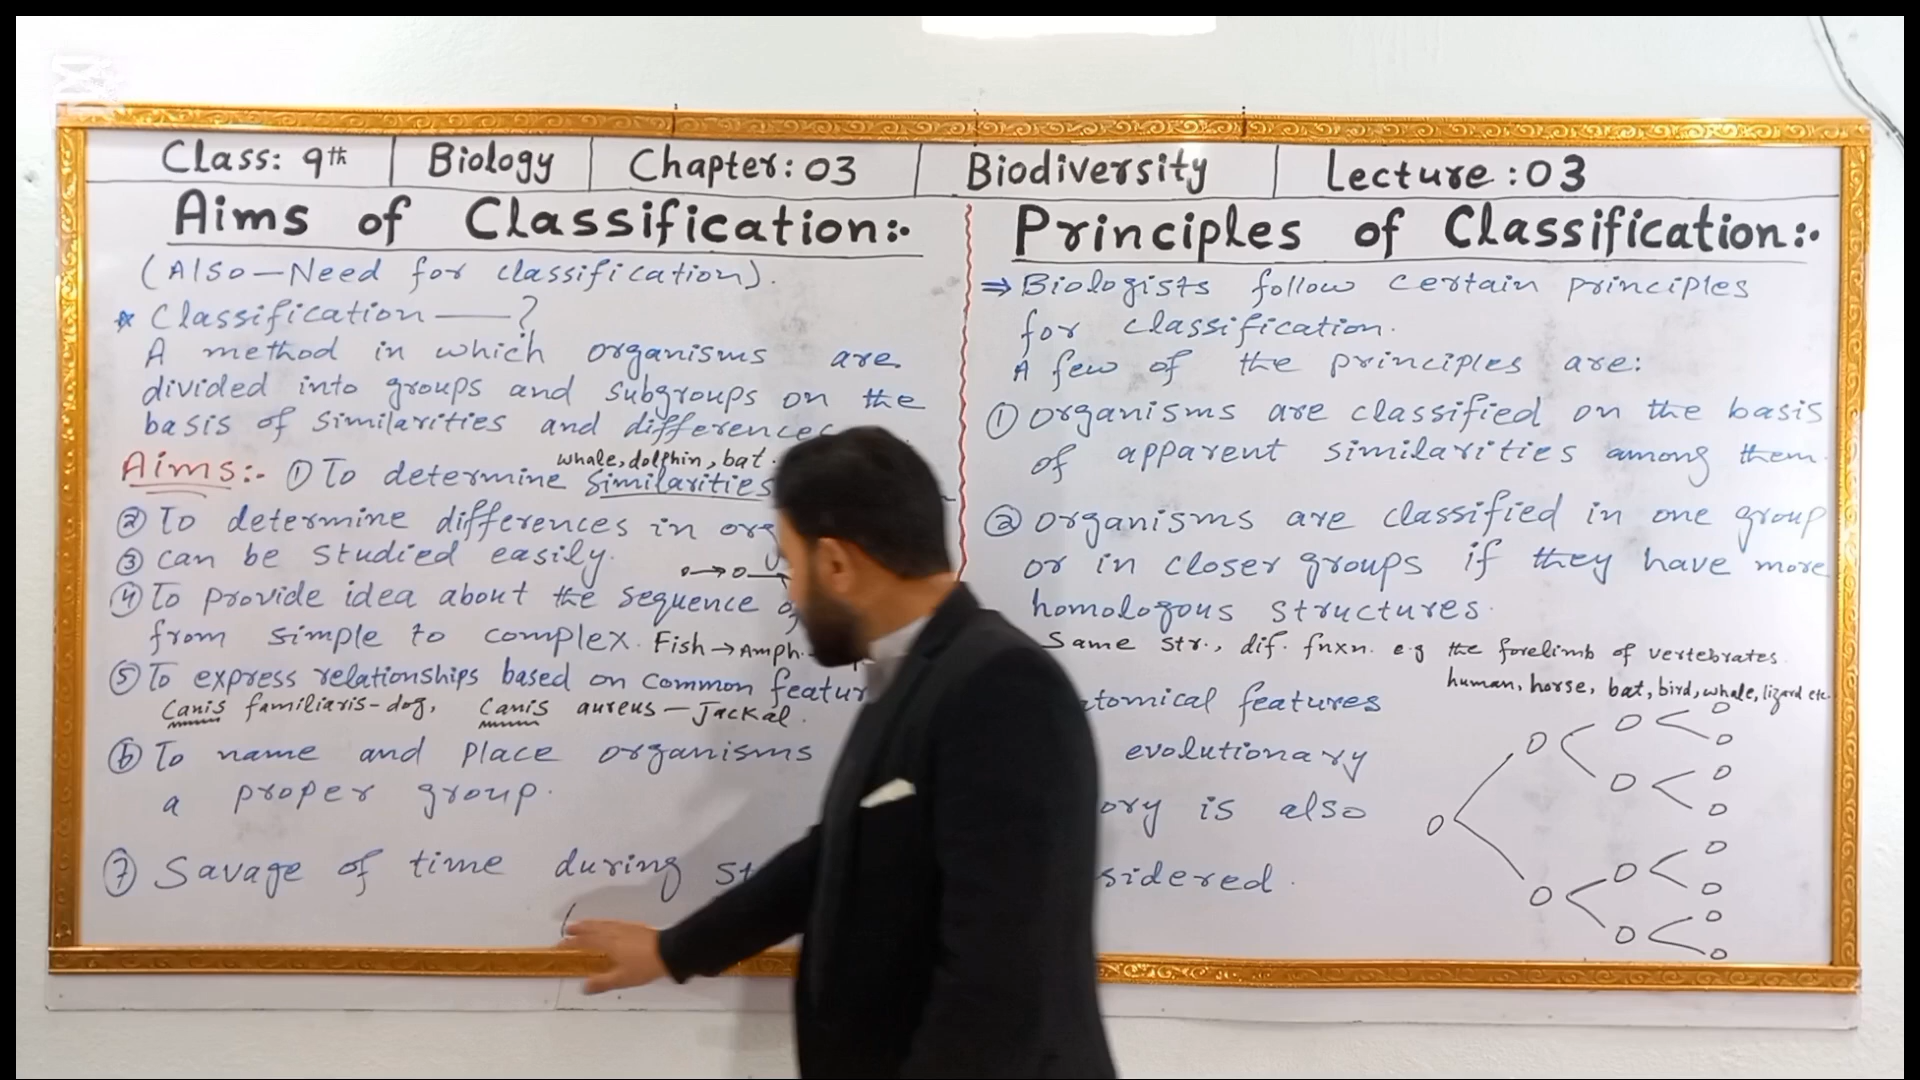 Class: 9th Biology Chapter: 03 Biodiversity Lecture: 03
Aims of Classification:.
(Also—Need for classification).
* Classification——?
A method in which organisms are
divided into groups and subgroups on the
basis of similarities and differences
whale, dolphin, bat.
Aims:- ① To determine similarities
② To determine differences in
③ can be studied easily.
④ To provide idea about the sequence
from simple to complex. Fish → Amph.
⑤ To express relationships based on common
Canis familiaris-dog, Canis aureus — Jackal.
⑥ To name and place organisms
a proper group.
⑦ Savage of time during
Principles of Classification:.
⇒ Biologists follow certain principles
for classification.
A few of the principles are:
① organisms are classified on the basis
of apparent similarities among them.
② organisms are classified in one group
or in closer groups if they have more
homologous structures.
Same str., dif. fnxn. e.g the forelimb of vertebrates.
human, horse, bat, bird, whale, lizard etc.
features
evolutionary
is also